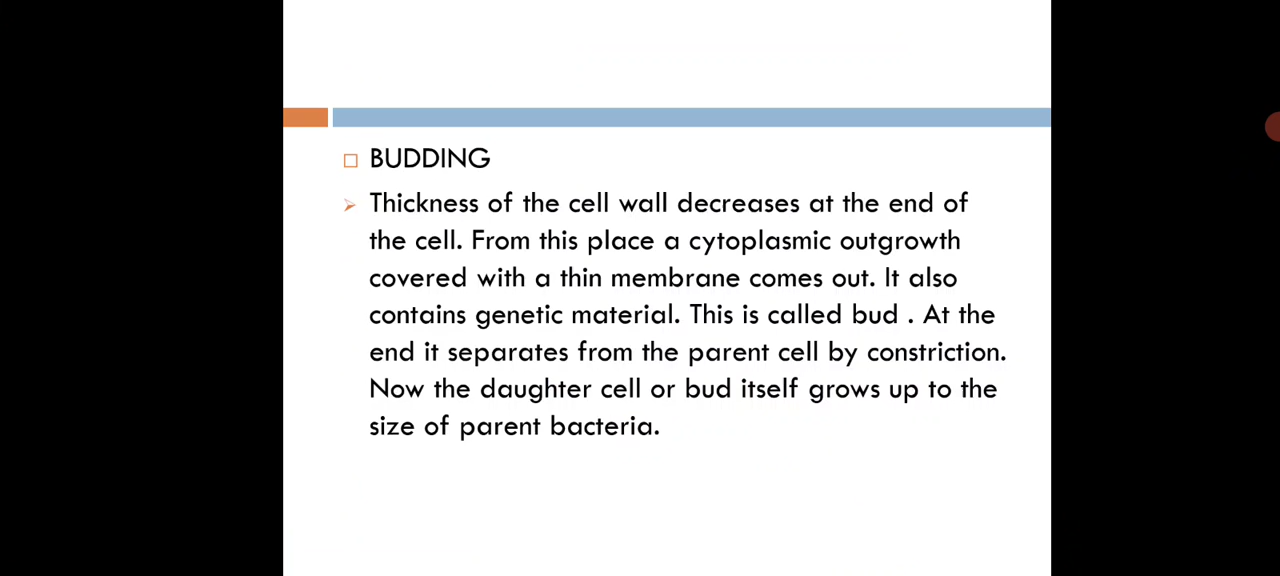 BUDDING
Thickness of the cell wall decreases at the end of
the cell. From this place a cytoplasmic outgrowth
covered with a thin membrane comes out. It also
contains genetic material. This is called bud . At the
end it separates from the parent cell by constriction.
Now the daughter cell or bud itself grows up to the
size of parent bacteria.